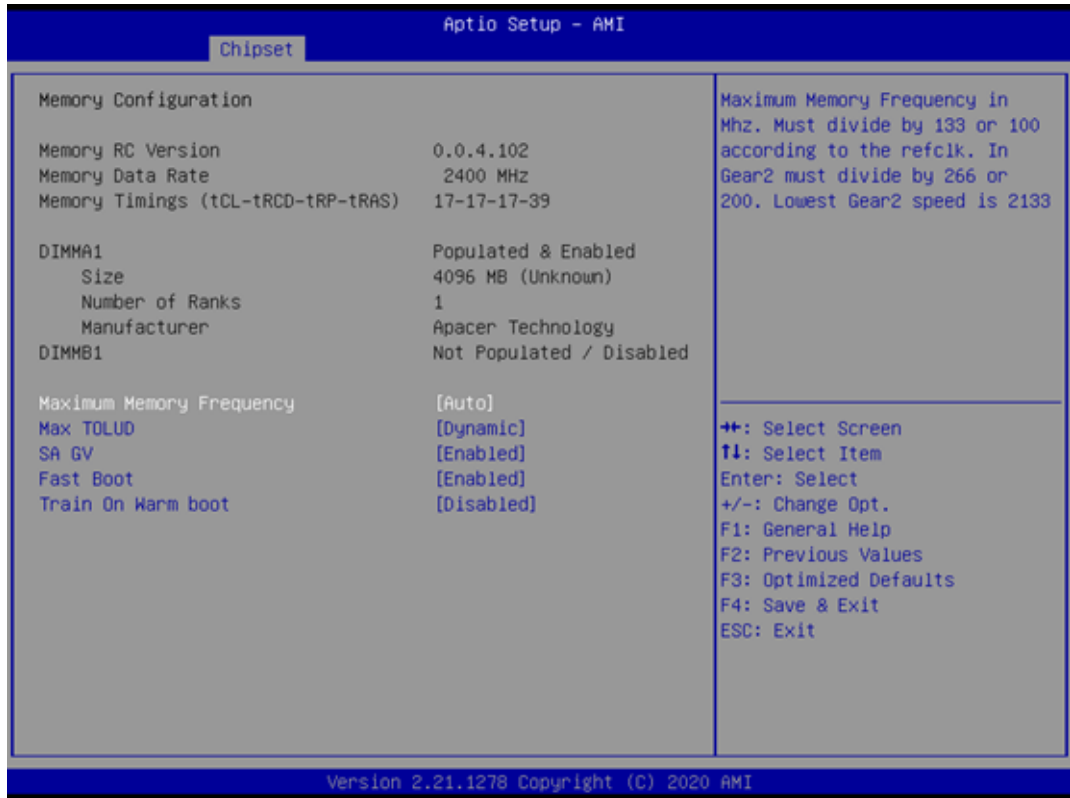 Aptio Setup – AMI
Chipset
Memory Configuration
Memory RC Version 0.0.4.102
Memory Data Rate 2400 MHz
Memory Timings (tCL-tRCD-tRP-tRAS) 17-17-17-39
DIMMA1 Populated & Enabled
Size 4096 MB (Unknown)
Number of Ranks 1
Manufacturer Apacer Technology
DIMMB1 Not Populated / Disabled
Maximum Memory Frequency [Auto]
Max TOLUD [Dynamic]
SA GV [Enabled]
Fast Boot [Enabled]
Train On Warm boot [Disabled]
Maximum Memory Frequency in
Mhz. Must divide by 133 or 100
according to the refclk. In
Gear2 must divide by 266 or
200. Lowest Gear2 speed is 2133
→←: Select Screen
↑↓: Select Item
Enter: Select
+/-: Change Opt.
F1: General Help
F2: Previous Values
F3: Optimized Defaults
F4: Save & Exit
ESC: Exit
Version 2.21.1278 Copyright (C) 2020 AMI